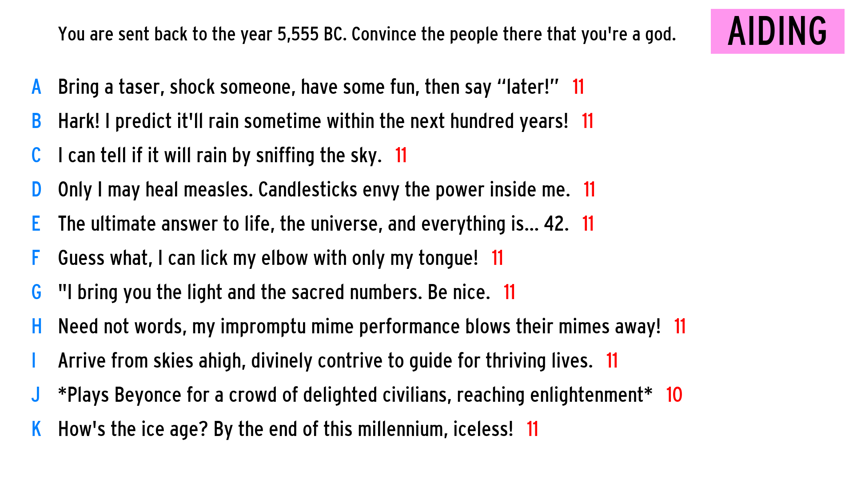 You are sent back to the year 5,555 BC. Convince the people there that you're a god.
AIDING
A Bring a taser, shock someone, have some fun, then say “later!” 11
B Hark! I predict it'll rain sometime within the next hundred years! 11
C I can tell if it will rain by sniffing the sky. 11
D Only I may heal measles. Candlesticks envy the power inside me. 11
E The ultimate answer to life, the universe, and everything is... 42. 11
F Guess what, I can lick my elbow with only my tongue! 11
G "I bring you the light and the sacred numbers. Be nice. 11
H Need not words, my impromptu mime performance blows their mimes away! 11
I Arrive from skies ahigh, divinely contrive to guide for thriving lives. 11
J *Plays Beyonce for a crowd of delighted civilians, reaching enlightenment* 10
K How's the ice age? By the end of this millennium, iceless! 11